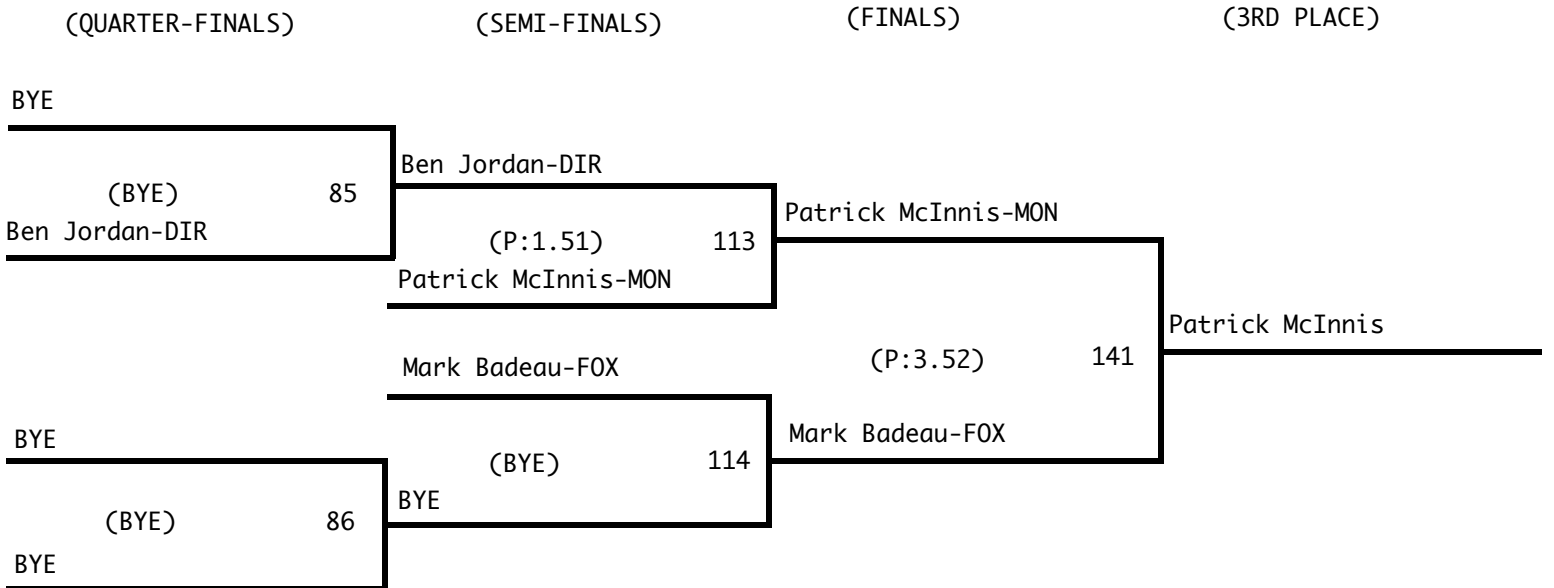 (QUARTER-FINALS) (SEMI-FINALS) (FINALS) (3RD PLACE)
BYE
Ben Jordan-DIR
(BYE) 85
Patrick McInnis-MON
Ben Jordan-DIR
(P:1.51) 113
Patrick McInnis-MON
Patrick McInnis
Mark Badeau-FOX
(P:3.52) 141
BYE
Mark Badeau-FOX
(BYE) 114
BYE
(BYE) 86
BYE